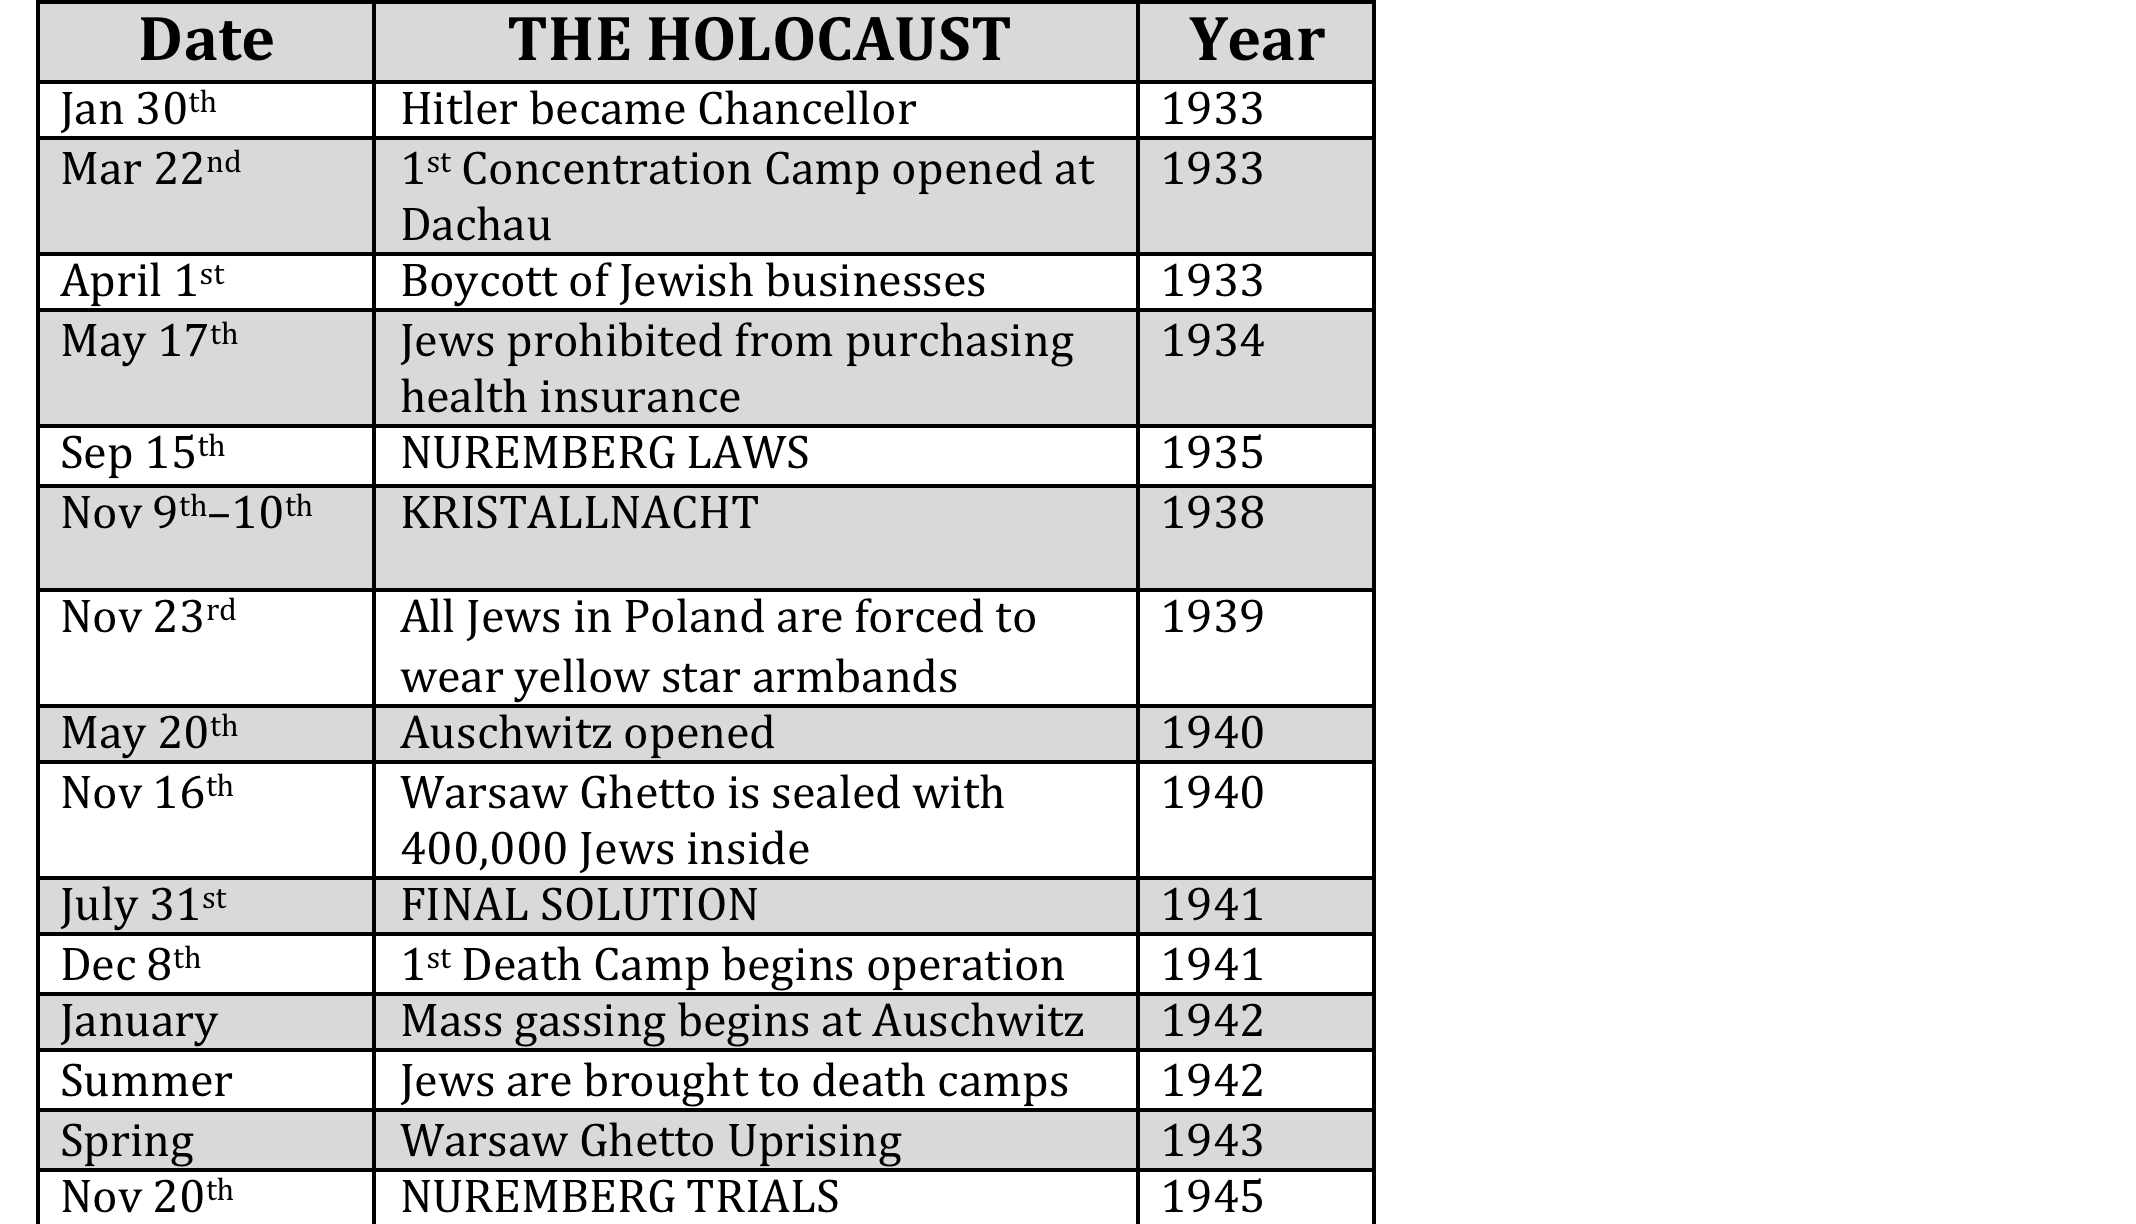 Date THE HOLOCAUST Year
Jan 30th Hitler became Chancellor 1933
Mar 22nd 1st Concentration Camp opened at 1933
Dachau
April 1st Boycott of Jewish businesses 1933
May 17th Jews prohibited from purchasing 1934
health insurance
Sep 15th NUREMBERG LAWS 1935
Nov 9th–10th KRISTALLNACHT 1938
Nov 23rd All Jews in Poland are forced to 1939
wear yellow star armbands
May 20th Auschwitz opened 1940
Nov 16th Warsaw Ghetto is sealed with 1940
400,000 Jews inside
July 31st FINAL SOLUTION 1941
Dec 8th 1st Death Camp begins operation 1941
January Mass gassing begins at Auschwitz 1942
Summer Jews are brought to death camps 1942
Spring Warsaw Ghetto Uprising 1943
Nov 20th NUREMBERG TRIALS 1945